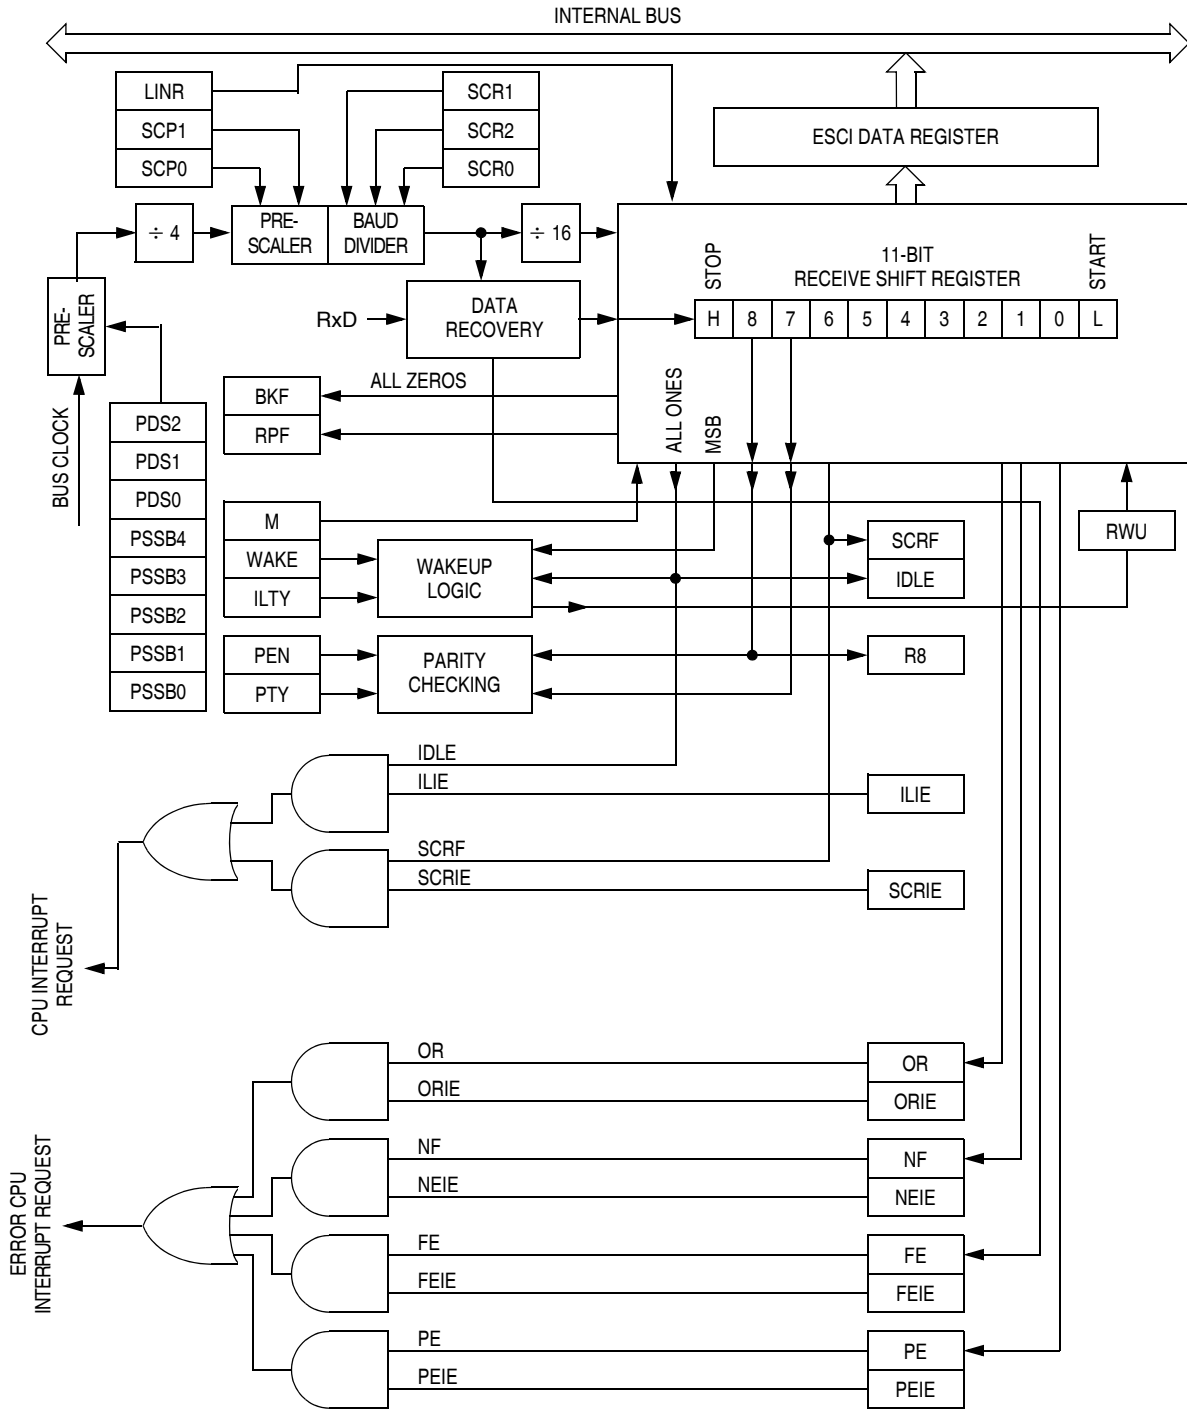 INTERNAL BUS
LINR
SCP1
SCP0
SCR1
SCR2
SCR0
ESCI DATA REGISTER
÷ 4
PRE-
SCALER
BAUD
DIVIDER
÷ 16
PRE-
SCALER
BUS CLOCK
RxD
DATA
RECOVERY
STOP
11-BIT
RECEIVE SHIFT REGISTER
START
H 8 7 6 5 4 3 2 1 0 L
ALL ZEROS
ALL ONES
MSB
BKF
RPF
PDS2
PDS1
PDS0
PSSB4
PSSB3
PSSB2
PSSB1
PSSB0
M
WAKE
ILTY
WAKEUP
LOGIC
PEN
PTY
PARITY
CHECKING
SCRF
IDLE
RWU
R8
IDLE
ILIE
ILIE
SCRF
SCRIE
SCRIE
CPU INTERRUPT
REQUEST
OR
ORIE
OR
ORIE
NF
NEIE
NF
NEIE
FE
FEIE
FE
FEIE
PE
PEIE
PE
PEIE
ERROR CPU
INTERRUPT REQUEST